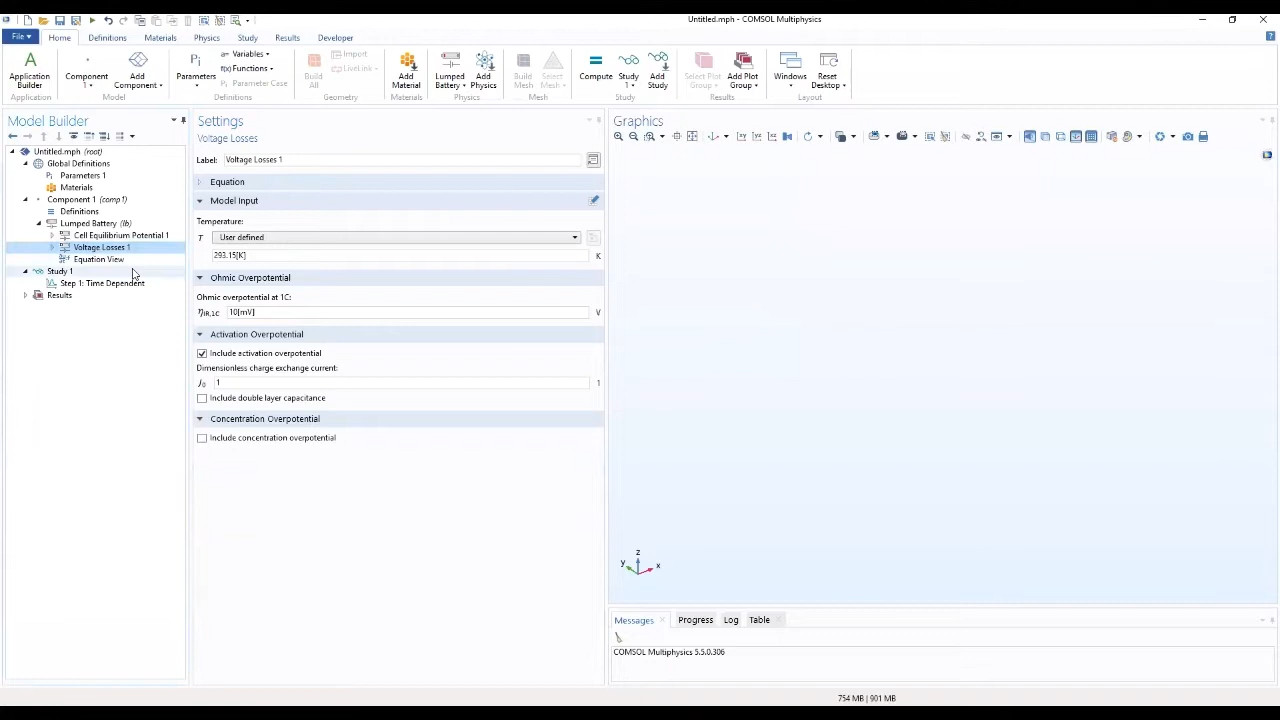 Untitled.mph - COMSOL Multiphysics
File Home Definitions Materials Physics Study Results Developer
Application Builder
Component 1
Add Component
Parameters
a= Variables
f(x) Functions
Pi Parameter Case
Build All
Import
LiveLink
Add Material
Lumped Battery
Add Physics
Build Mesh
Select Mesh
Compute
Study 1
Add Study
Select Plot Group
Add Plot Group
Windows
Reset Desktop
Application Model Definitions Geometry Materials Physics Mesh Study Results Layout
Model Builder
Untitled.mph (root)
Global Definitions
Pi Parameters 1
Materials
Component 1 (comp1)
Definitions
Lumped Battery (lb)
Cell Equilibrium Potential 1
Voltage Losses 1
Equation View
Study 1
Step 1: Time Dependent
Results
Settings
Voltage Losses
Label: Voltage Losses 1
Equation
Model Input
Temperature:
T User defined
293.15[K] K
Ohmic Overpotential
Ohmic overpotential at 1C:
ηIR,1C 10[mV] V
Activation Overpotential
Include activation overpotential
Dimensionless charge exchange current:
J0 1 1
Include double layer capacitance
Concentration Overpotential
Include concentration overpotential
Graphics
z
y x
Messages Progress Log Table
COMSOL Multiphysics 5.5.0.306
754 MB | 901 MB